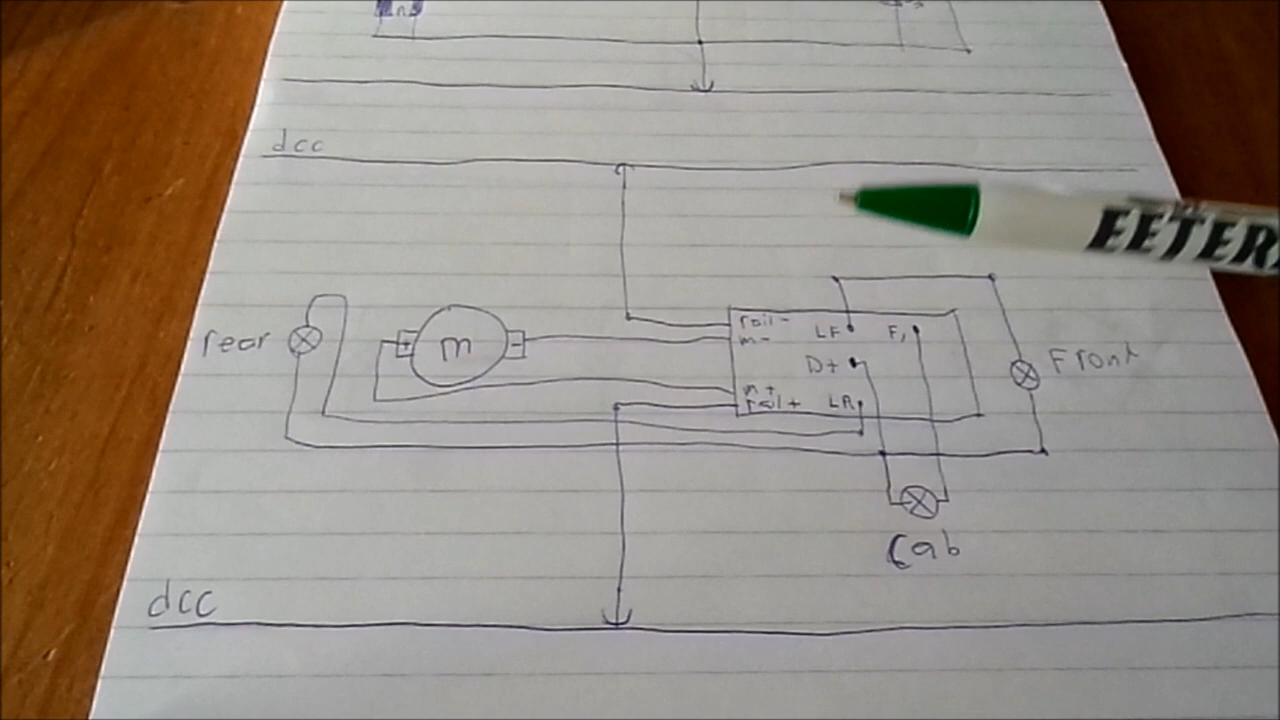 dcc
rail-
m-
LF
F1
D+
rear
+
m
-
Front
m+
rail+
LR
Cab
dcc
EETER